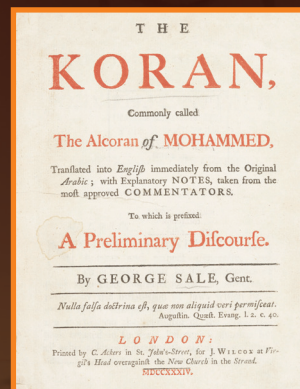 THE
KORAN,
Commonly called
The Alcoran of MOHAMMED,
Tranſlated into Engliſh immediately from the Original
Arabic; with Explanatory NOTES, taken from the
moſt approved COMMENTATORS.
To which is prefixed
A Preliminary Diſcourſe.
By GEORGE SALE, Gent.
Nulla falſa doctrina eſt, quæ non aliquid veri permiſceat.
Auguſtin. Quæſt. Evang. l. 2. c. 40.
LONDON:
Printed by C. Ackers in St. John's-Street, for J. WILCOX at Vir-
gil's Head overagainſt the New Church in the Strand.
MDCCXXXIV.